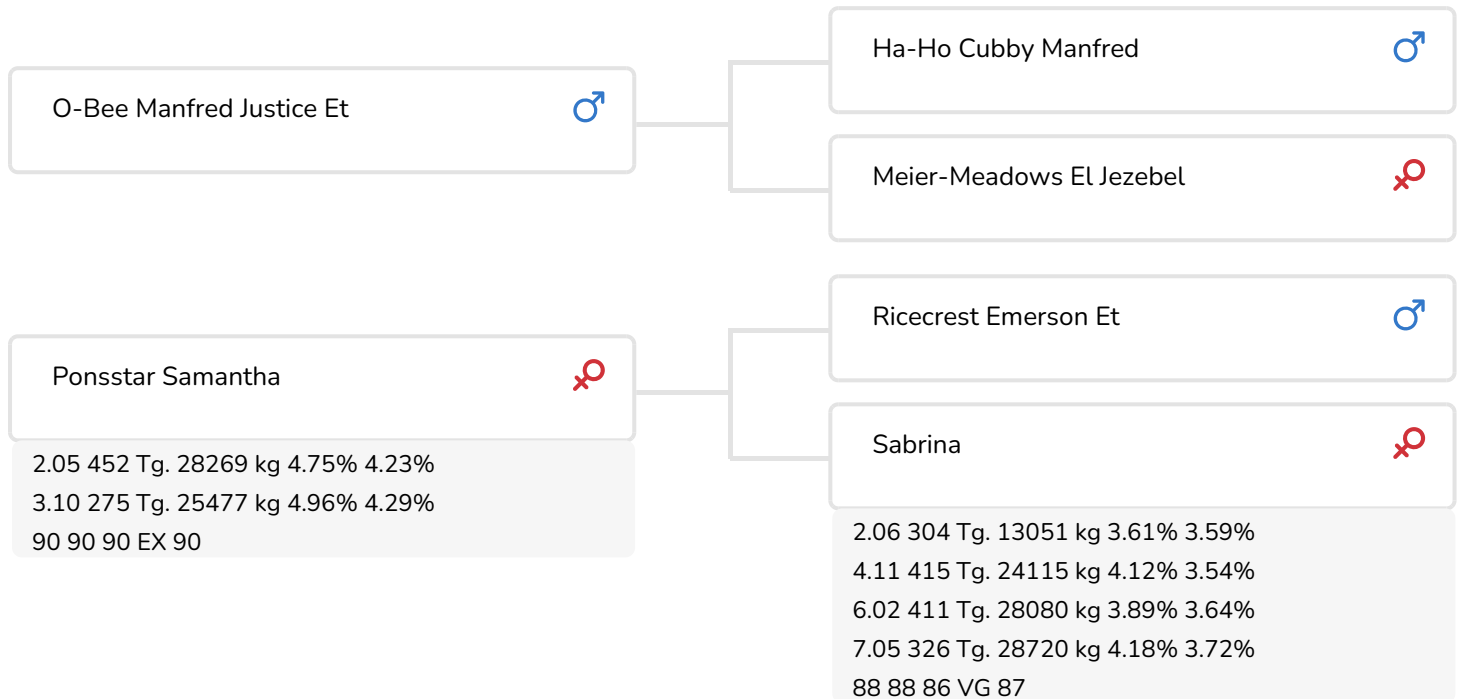 O-Bee Manfred Justice Et
Ha-Ho Cubby Manfred
Meier-Meadows El Jezebel
Ponsstar Samantha
2.05 452 Tg. 28269 kg 4.75% 4.23%
3.10 275 Tg. 25477 kg 4.96% 4.29%
90 90 90 EX 90
Ricecrest Emerson Et
Sabrina
2.06 304 Tg. 13051 kg 3.61% 3.59%
4.11 415 Tg. 24115 kg 4.12% 3.54%
6.02 411 Tg. 28080 kg 3.89% 3.64%
7.05 326 Tg. 28720 kg 4.18% 3.72%
88 88 86 VG 87